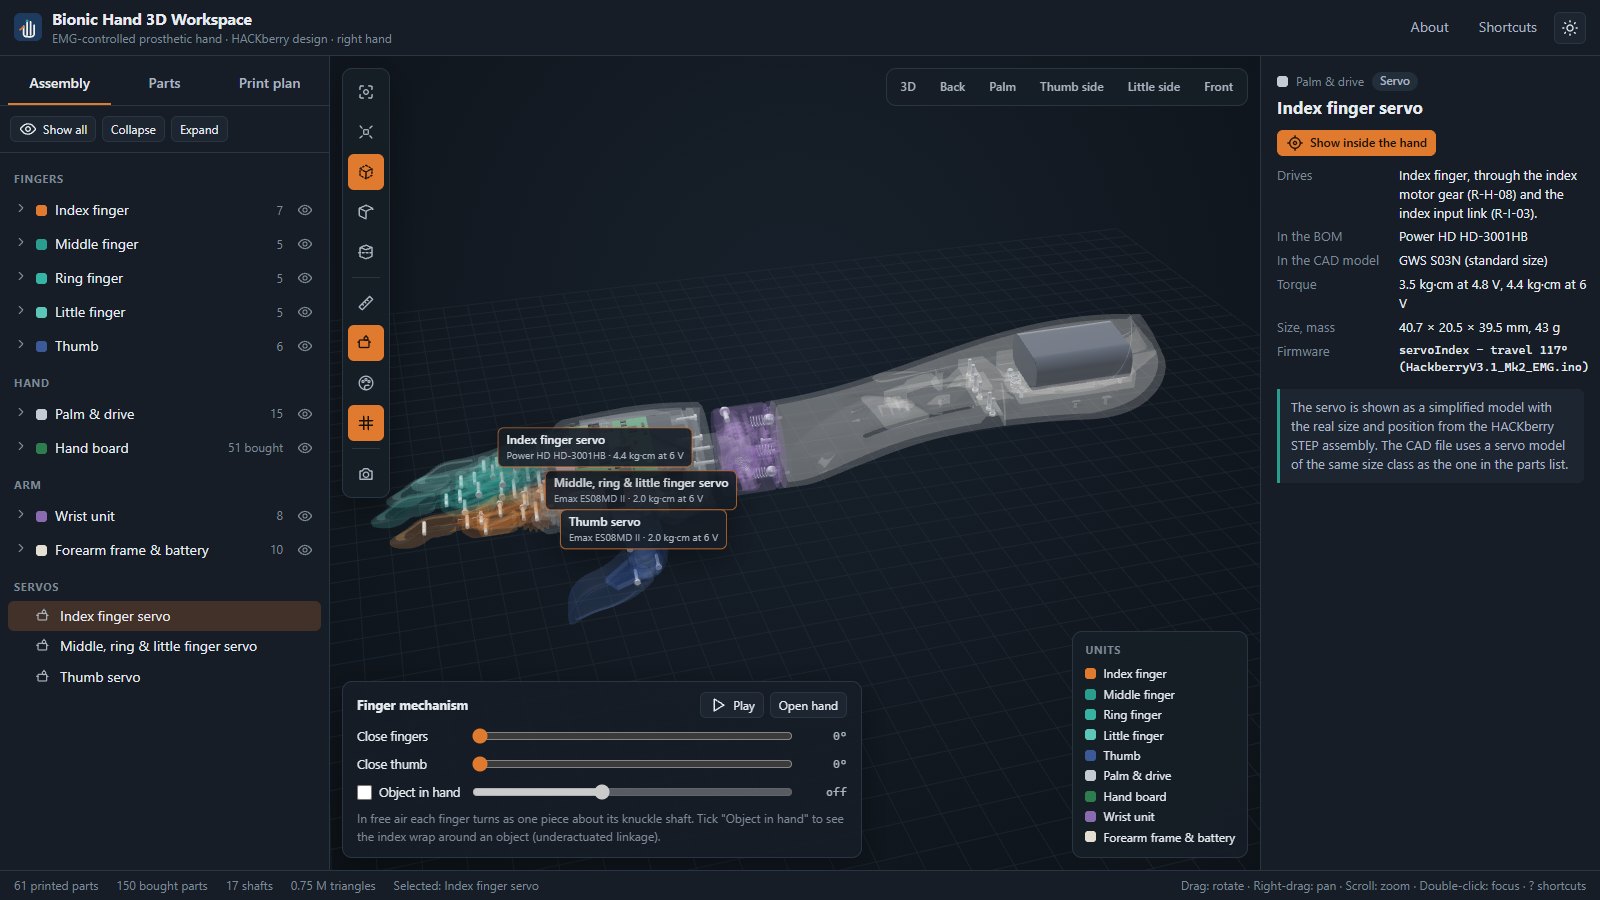 Bionic Hand 3D Workspace
EMG-controlled prosthetic hand · HACKberry design · right hand
About
Shortcuts
Assembly
Parts
Print plan
Show all
Collapse
Expand
FINGERS
Index finger 7
Middle finger 5
Ring finger 5
Little finger 5
Thumb 6
HAND
Palm & drive 15
Hand board 51 bought
ARM
Wrist unit 8
Forearm frame & battery 10
SERVOS
Index finger servo
Middle, ring & little finger servo
Thumb servo
3D
Back
Palm
Thumb side
Little side
Front
Index finger servo
Power HD HD-3001HB · 4.4 kg·cm at 6 V
Middle, ring & little finger servo
Emax ES08MD II · 2.0 kg·cm at 6 V
Thumb servo
Emax ES08MD II · 2.0 kg·cm at 6 V
Finger mechanism
Play
Open hand
Close fingers 0°
Close thumb 0°
Object in hand off
In free air each finger turns as one piece about its knuckle shaft. Tick "Object in hand" to see
the index wrap around an object (underactuated linkage).
UNITS
Index finger
Middle finger
Ring finger
Little finger
Thumb
Palm & drive
Hand board
Wrist unit
Forearm frame & battery
Palm & drive Servo
Index finger servo
Show inside the hand
Drives Index finger, through the index
motor gear (R-H-08) and the
index input link (R-I-03).
In the BOM Power HD HD-3001HB
In the CAD model GWS S03N (standard size)
Torque 3.5 kg·cm at 4.8 V, 4.4 kg·cm at 6
V
Size, mass 40.7 × 20.5 × 39.5 mm, 43 g
Firmware servoIndex – travel 117°
(HackberryV3.1_Mk2_EMG.ino)
The servo is shown as a simplified model with
the real size and position from the HACKberry
STEP assembly. The CAD file uses a servo model
of the same size class as the one in the parts list.
61 printed parts
150 bought parts
17 shafts
0.75 M triangles
Selected: Index finger servo
Drag: rotate · Right-drag: pan · Scroll: zoom · Double-click: focus · ? shortcuts